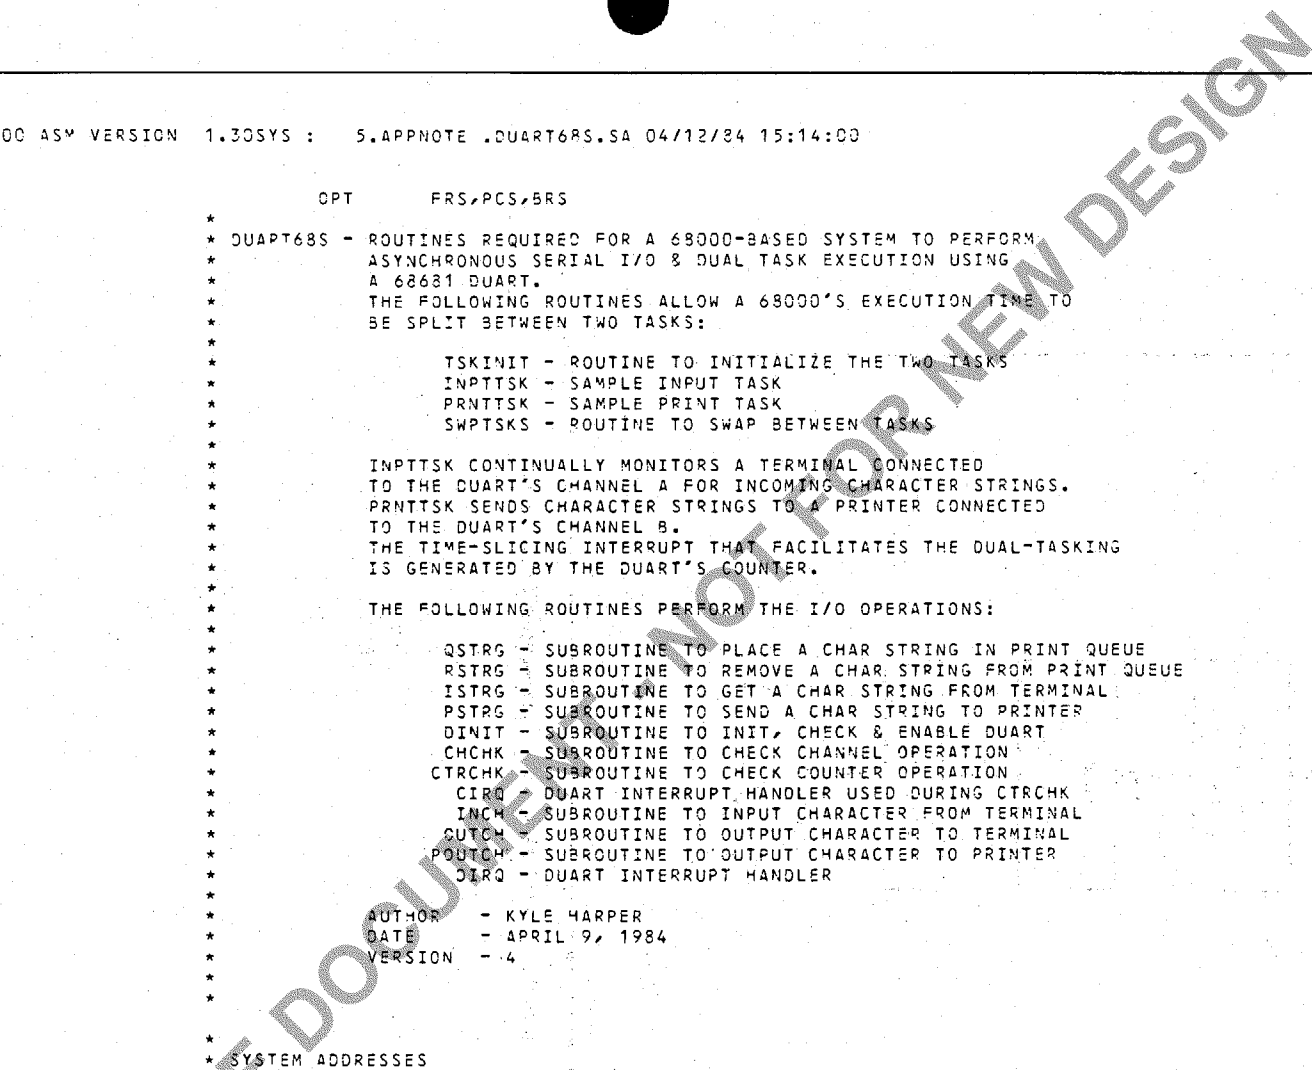 00 ASM VERSION 1.30SYS : 5.APPNOTE .DUART68S.SA 04/12/84 15:14:00
OPT FRS,PCS,BRS
*
* DUART68S - ROUTINES REQUIRED FOR A 68000-BASED SYSTEM TO PERFORM
* ASYNCHRONOUS SERIAL I/O & DUAL TASK EXECUTION USING
* A 68681 DUART.
* THE FOLLOWING ROUTINES ALLOW A 68000'S EXECUTION TIME TO
* BE SPLIT BETWEEN TWO TASKS:
*
* TSKINIT - ROUTINE TO INITIALIZE THE TWO TASKS
* INPTTSK - SAMPLE INPUT TASK
* PRNTTSK - SAMPLE PRINT TASK
* SWPTSKS - ROUTINE TO SWAP BETWEEN TASKS
*
* INPTTSK CONTINUALLY MONITORS A TERMINAL CONNECTED
* TO THE DUART'S CHANNEL A FOR INCOMING CHARACTER STRINGS.
* PRNTTSK SENDS CHARACTER STRINGS TO A PRINTER CONNECTED
* TO THE DUART'S CHANNEL B.
* THE TIME-SLICING INTERRUPT THAT FACILITATES THE DUAL-TASKING
* IS GENERATED BY THE DUART'S COUNTER.
*
* THE FOLLOWING ROUTINES PERFORM THE I/O OPERATIONS:
*
* QSTRG - SUBROUTINE TO PLACE A CHAR STRING IN PRINT QUEUE
* RSTRG - SUBROUTINE TO REMOVE A CHAR STRING FROM PRINT QUEUE
* ISTRG - SUBROUTINE TO GET A CHAR STRING FROM TERMINAL
* PSTRG - SUBROUTINE TO SEND A CHAR STRING TO PRINTER
* DINIT - SUBROUTINE TO INIT, CHECK & ENABLE DUART
* CHCHK - SUBROUTINE TO CHECK CHANNEL OPERATION
* CTRCHK - SUBROUTINE TO CHECK COUNTER OPERATION
* CIRQ - DUART INTERRUPT HANDLER USED DURING CTRCHK
* INCH - SUBROUTINE TO INPUT CHARACTER FROM TERMINAL
* OUTCH - SUBROUTINE TO OUTPUT CHARACTER TO TERMINAL
* POUTCH - SUBROUTINE TO OUTPUT CHARACTER TO PRINTER
* DIRQ - DUART INTERRUPT HANDLER
*
* AUTHOR - KYLE HARPER
* DATE - APRIL 9, 1984
* VERSION - 4
*
*
*
* SYSTEM ADDRESSES
E DOCUMENT - NOT FOR NEW DESIGN